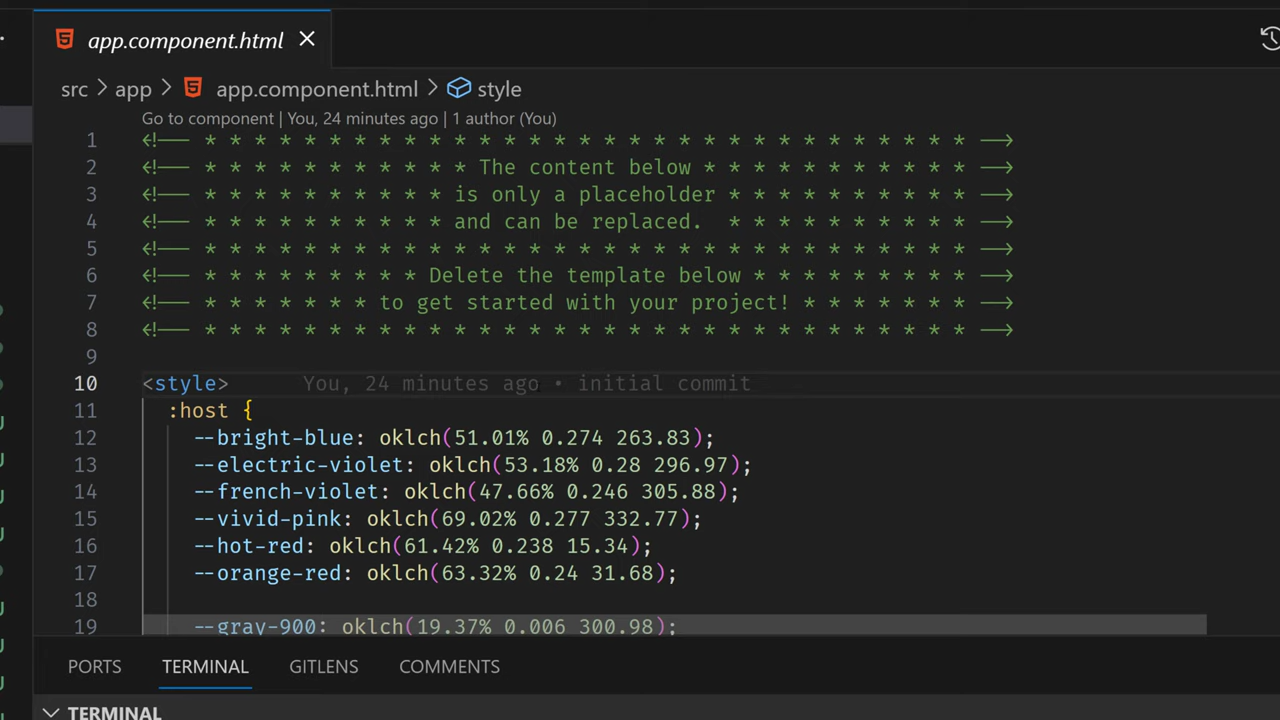 app.component.html
src > app > app.component.html > style
Go to component | You, 24 minutes ago | 1 author (You)
1 <!-- * * * * * * * * * * * * * * * * * * * * * * * * * * * * * * * -->
2 <!-- * * * * * * * * * * * The content below * * * * * * * * * * * -->
3 <!-- * * * * * * * * * * is only a placeholder * * * * * * * * * * -->
4 <!-- * * * * * * * * * * and can be replaced.  * * * * * * * * * * -->
5 <!-- * * * * * * * * * * * * * * * * * * * * * * * * * * * * * * * -->
6 <!-- * * * * * * * * * Delete the template below * * * * * * * * * -->
7 <!-- * * * * * * * to get started with your project! * * * * * * * -->
8 <!-- * * * * * * * * * * * * * * * * * * * * * * * * * * * * * * * -->
9
10 <style> You, 24 minutes ago • initial commit
11 :host {
12 --bright-blue: oklch(51.01% 0.274 263.83);
13 --electric-violet: oklch(53.18% 0.28 296.97);
14 --french-violet: oklch(47.66% 0.246 305.88);
15 --vivid-pink: oklch(69.02% 0.277 332.77);
16 --hot-red: oklch(61.42% 0.238 15.34);
17 --orange-red: oklch(63.32% 0.24 31.68);
18
19 --gray-900: oklch(19.37% 0.006 300.98);
PORTS TERMINAL GITLENS COMMENTS
TERMINAL